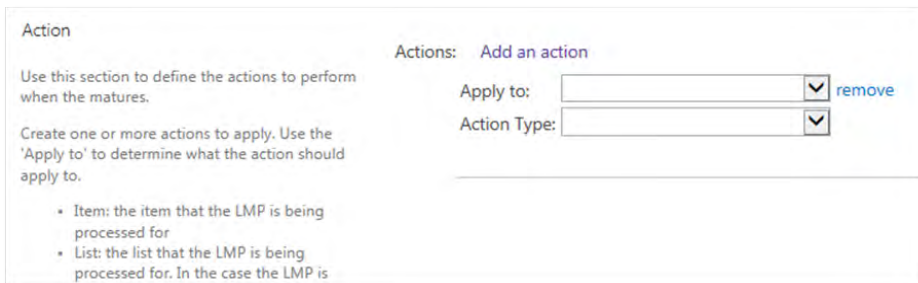 Action
Actions: Add an action
Use this section to define the actions to perform
when the matures.
Apply to: remove
Action Type:
Create one or more actions to apply. Use the
'Apply to' to determine what the action should
apply to.
• Item: the item that the LMP is being
processed for
• List: the list that the LMP is being
processed for. In the case the LMP is